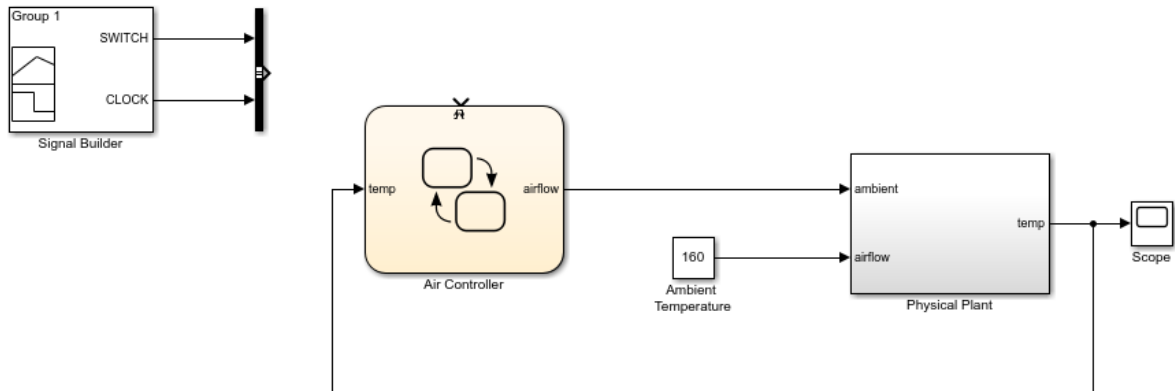 Group 1
SWITCH
CLOCK
Signal Builder
temp
airflow
Air Controller
160
Ambient
Temperature
ambient
airflow
temp
Physical Plant
Scope